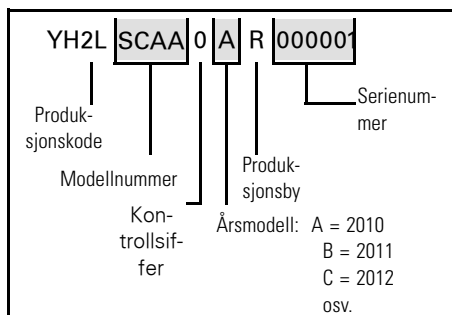 YH2L SCAA 0 A R 000001
Serienum-
mer
Produk-
sjonskode
Modellnummer
Produk-
sjonsby
Kon-
trollsif-
fer
Årsmodell: A = 2010
B = 2011
C = 2012
osv.